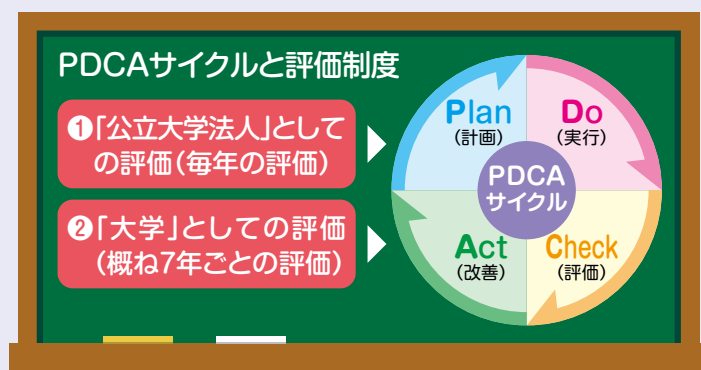 PDCAサイクルと評価制度
❶「公立大学法人」として
の評価(毎年の評価)
❷「大学」としての評価
(概ね7年ごとの評価)
Plan
(計画)
Do
(実行)
PDCA
サイクル
Act
(改善)
Check
(評価)